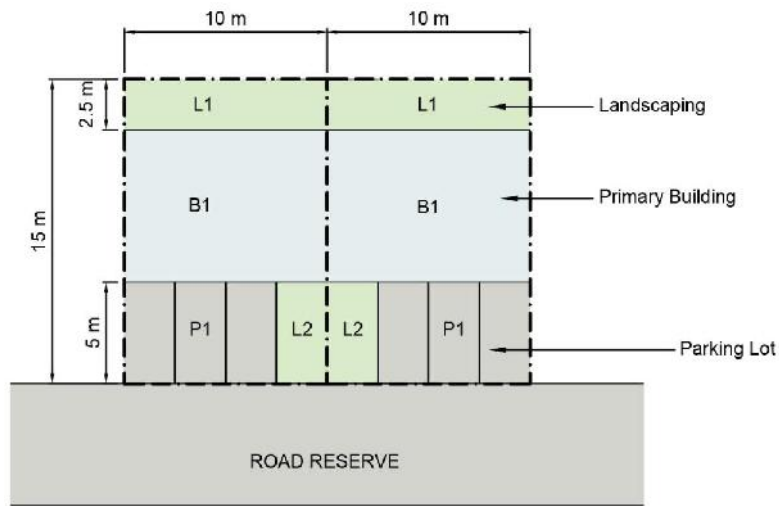 10 m
10 m
2.5 m
L1
L1
Landscaping
15 m
B1
B1
Primary Building
5 m
P1
L2
L2
P1
Parking Lot
ROAD RESERVE